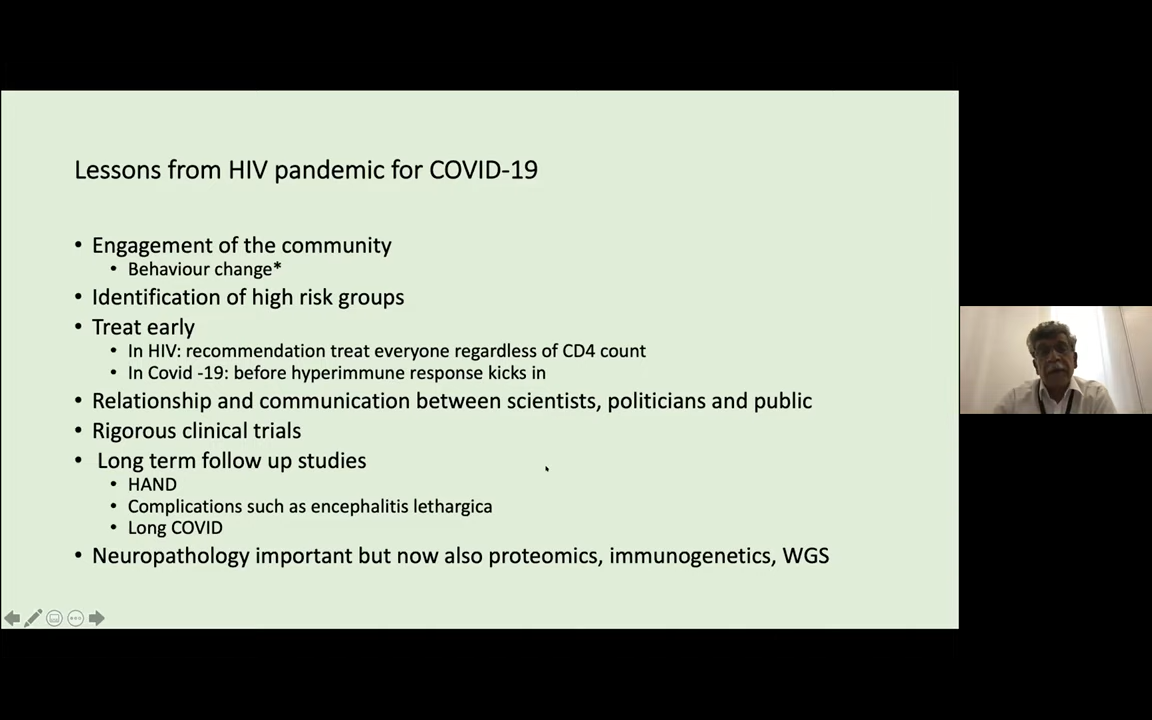 Lessons from HIV pandemic for COVID-19
• Engagement of the community
• Behaviour change*
• Identification of high risk groups
• Treat early
• In HIV: recommendation treat everyone regardless of CD4 count
• In Covid -19: before hyperimmune response kicks in
• Relationship and communication between scientists, politicians and public
• Rigorous clinical trials
• Long term follow up studies
• HAND
• Complications such as encephalitis lethargica
• Long COVID
• Neuropathology important but now also proteomics, immunogenetics, WGS